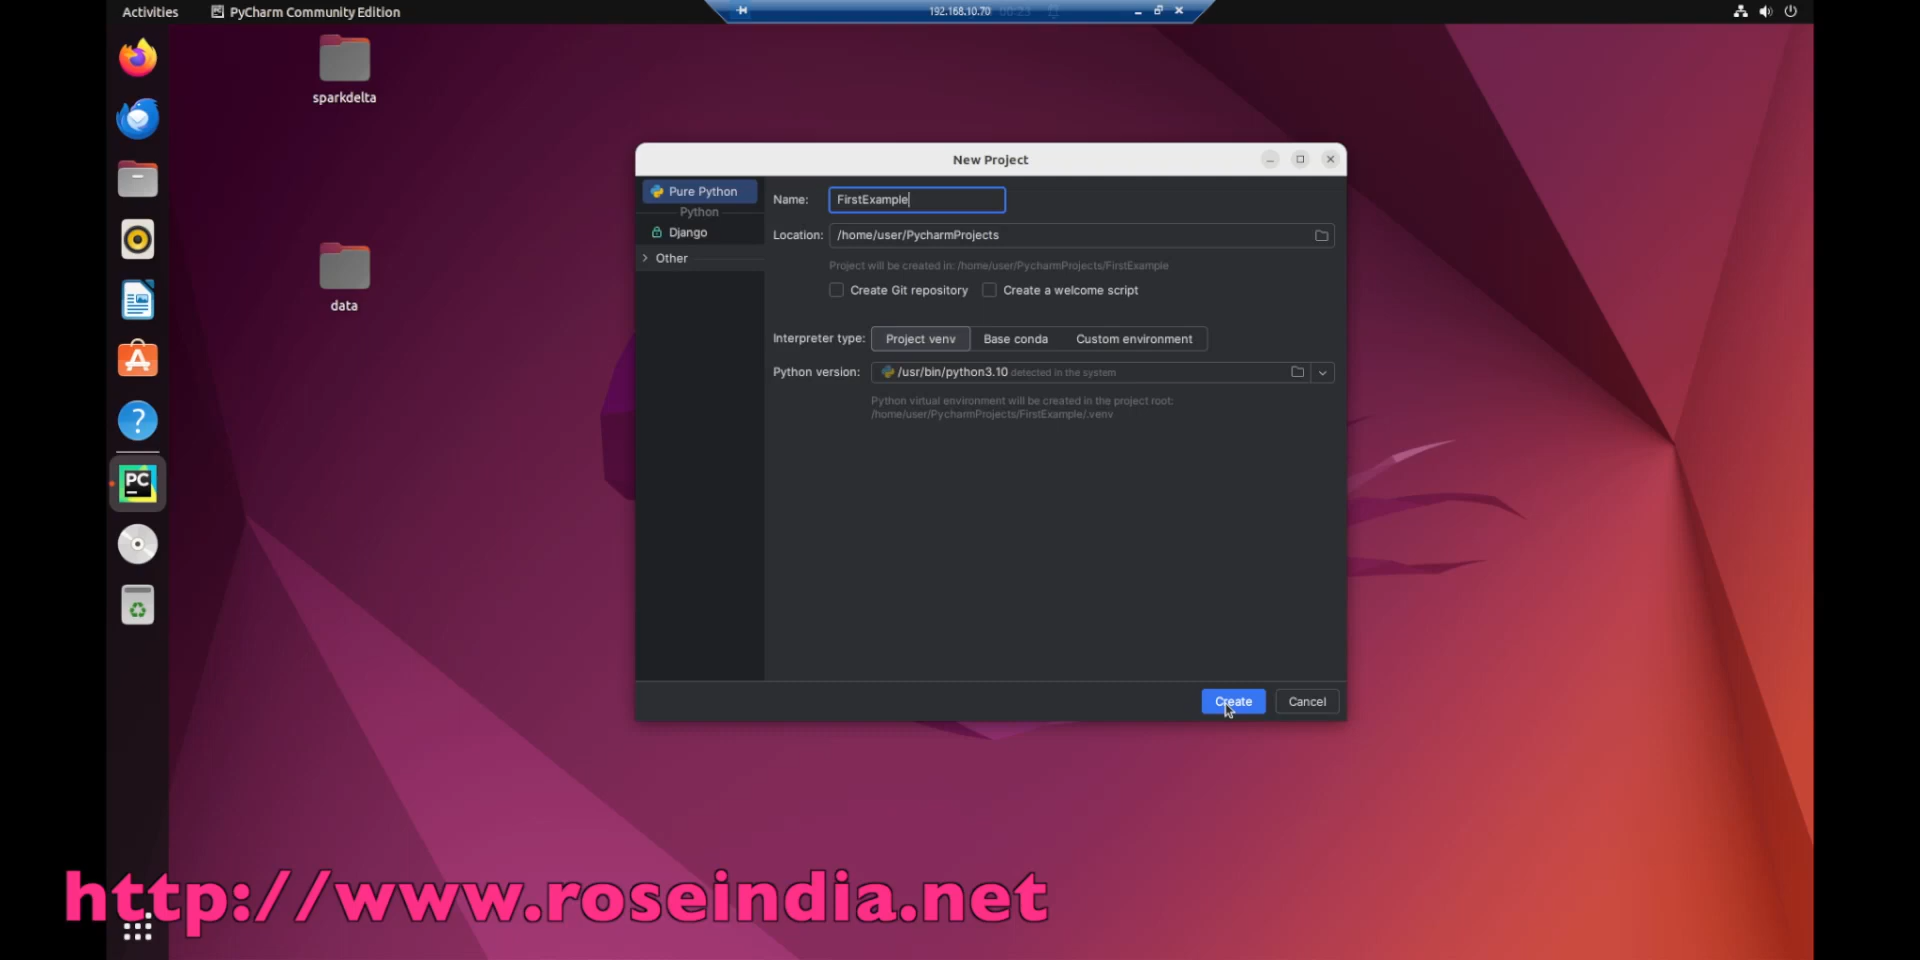 Activities PyCharm Community Edition 192.168.10.70 00:23
sparkdelta
data
New Project
Pure Python
Python
Django
Other
Name: FirstExample
Location: /home/user/PycharmProjects
Project will be created in: /home/user/PycharmProjects/FirstExample
Create Git repository Create a welcome script
Interpreter type: Project venv Base conda Custom environment
Python version: /usr/bin/python3.10 detected in the system
Python virtual environment will be created in the project root:
/home/user/PycharmProjects/FirstExample/.venv
Create Cancel
PC
http://www.roseindia.net